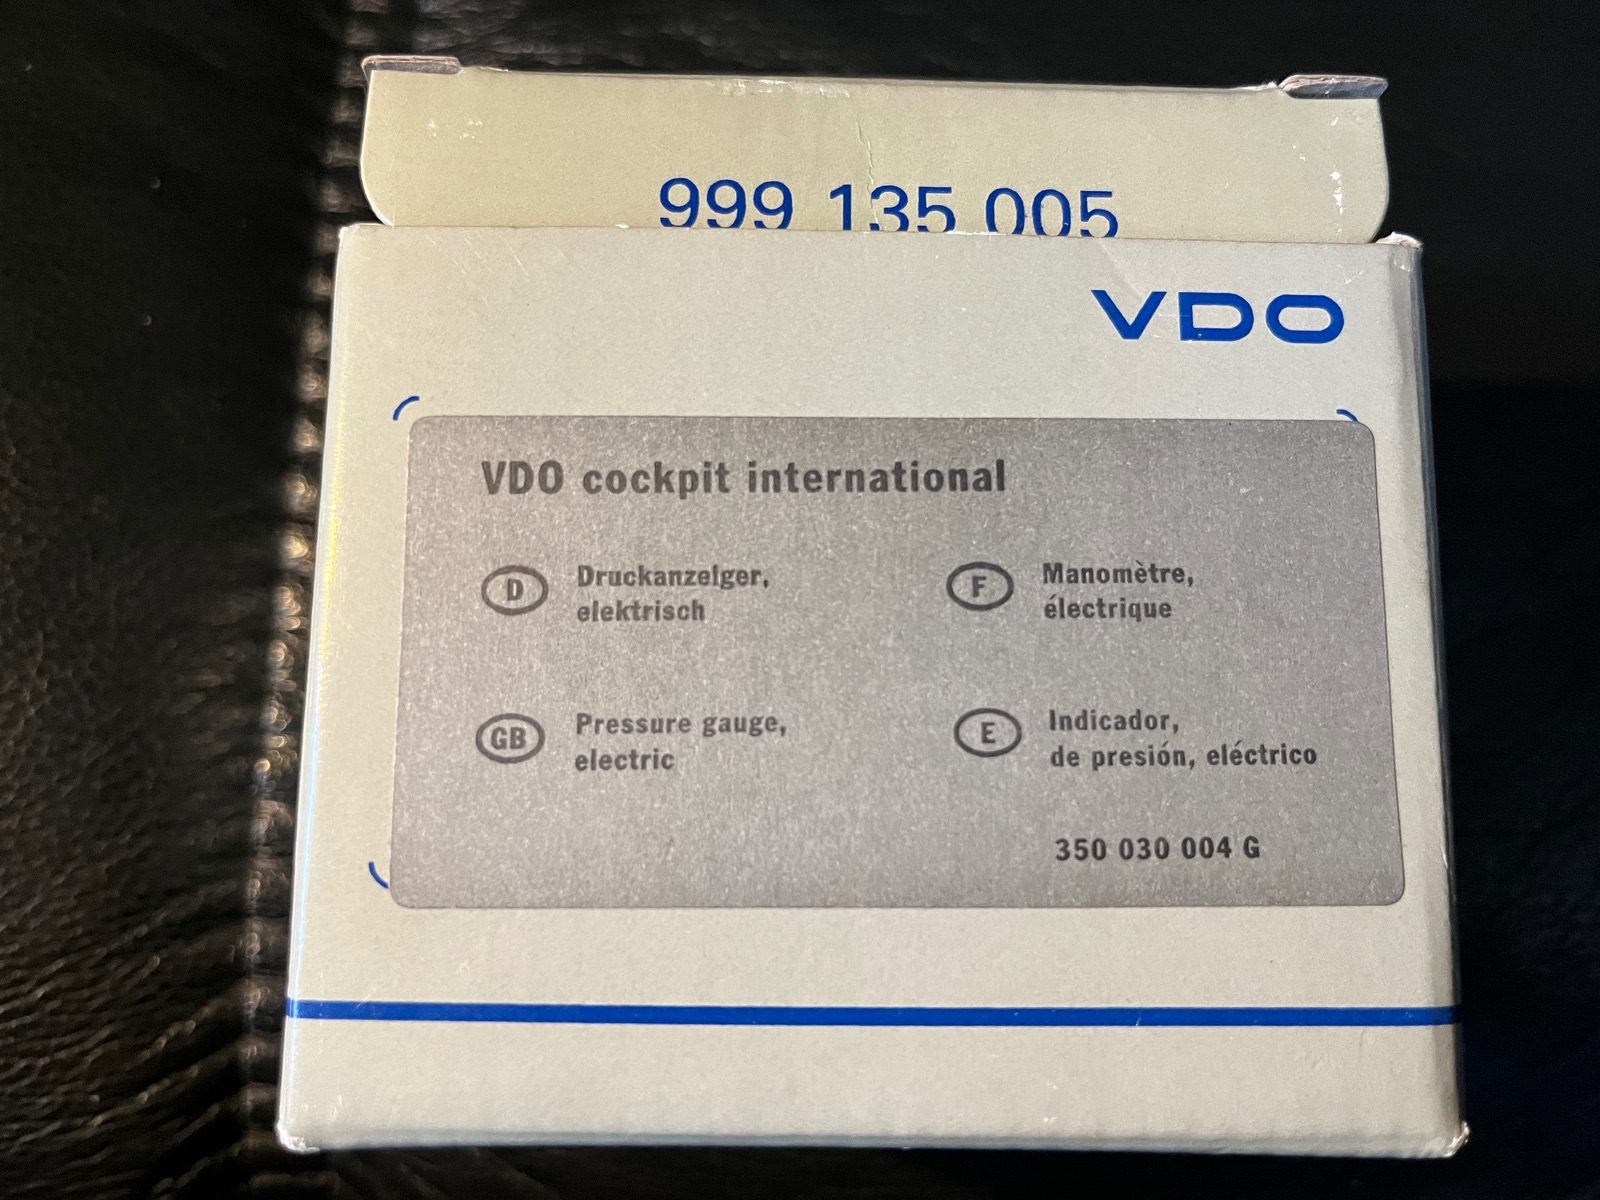 999 135 005
VDO
VDO cockpit international
D Druckanzeiger,
elektrisch
F Manomètre,
électrique
GB Pressure gauge,
electric
E Indicador,
de presión, eléctrico
350 030 004 G